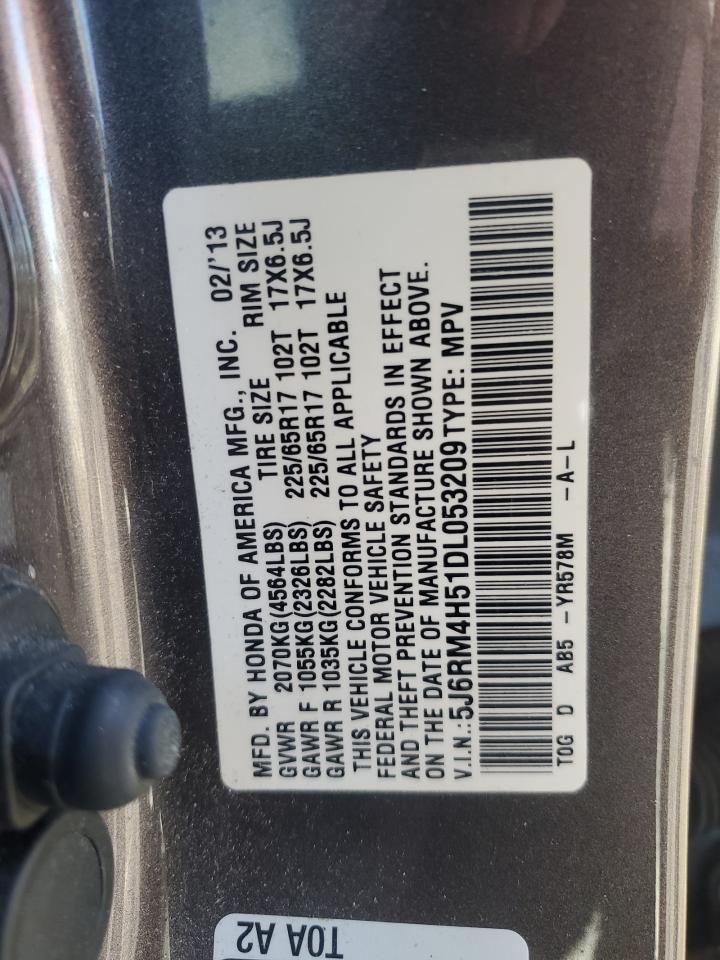 MFD. BY HONDA OF AMERICA MFG., INC. 02/'13
GVWR 2070KG(4564LBS) TIRE SIZE RIM SIZE
GAWR F 1055KG(2326LBS) 225/65R17 102T 17X6.5J
GAWR R 1035KG(2282LBS) 225/65R17 102T 17X6.5J
THIS VEHICLE CONFORMS TO ALL APPLICABLE
FEDERAL MOTOR VEHICLE SAFETY
AND THEFT PREVENTION STANDARDS IN EFFECT
ON THE DATE OF MANUFACTURE SHOWN ABOVE.
V.I.N.:5J6RM4H51DL053209 TYPE: MPV
T0G D AB5 -YR578M -A-L
T0A A2